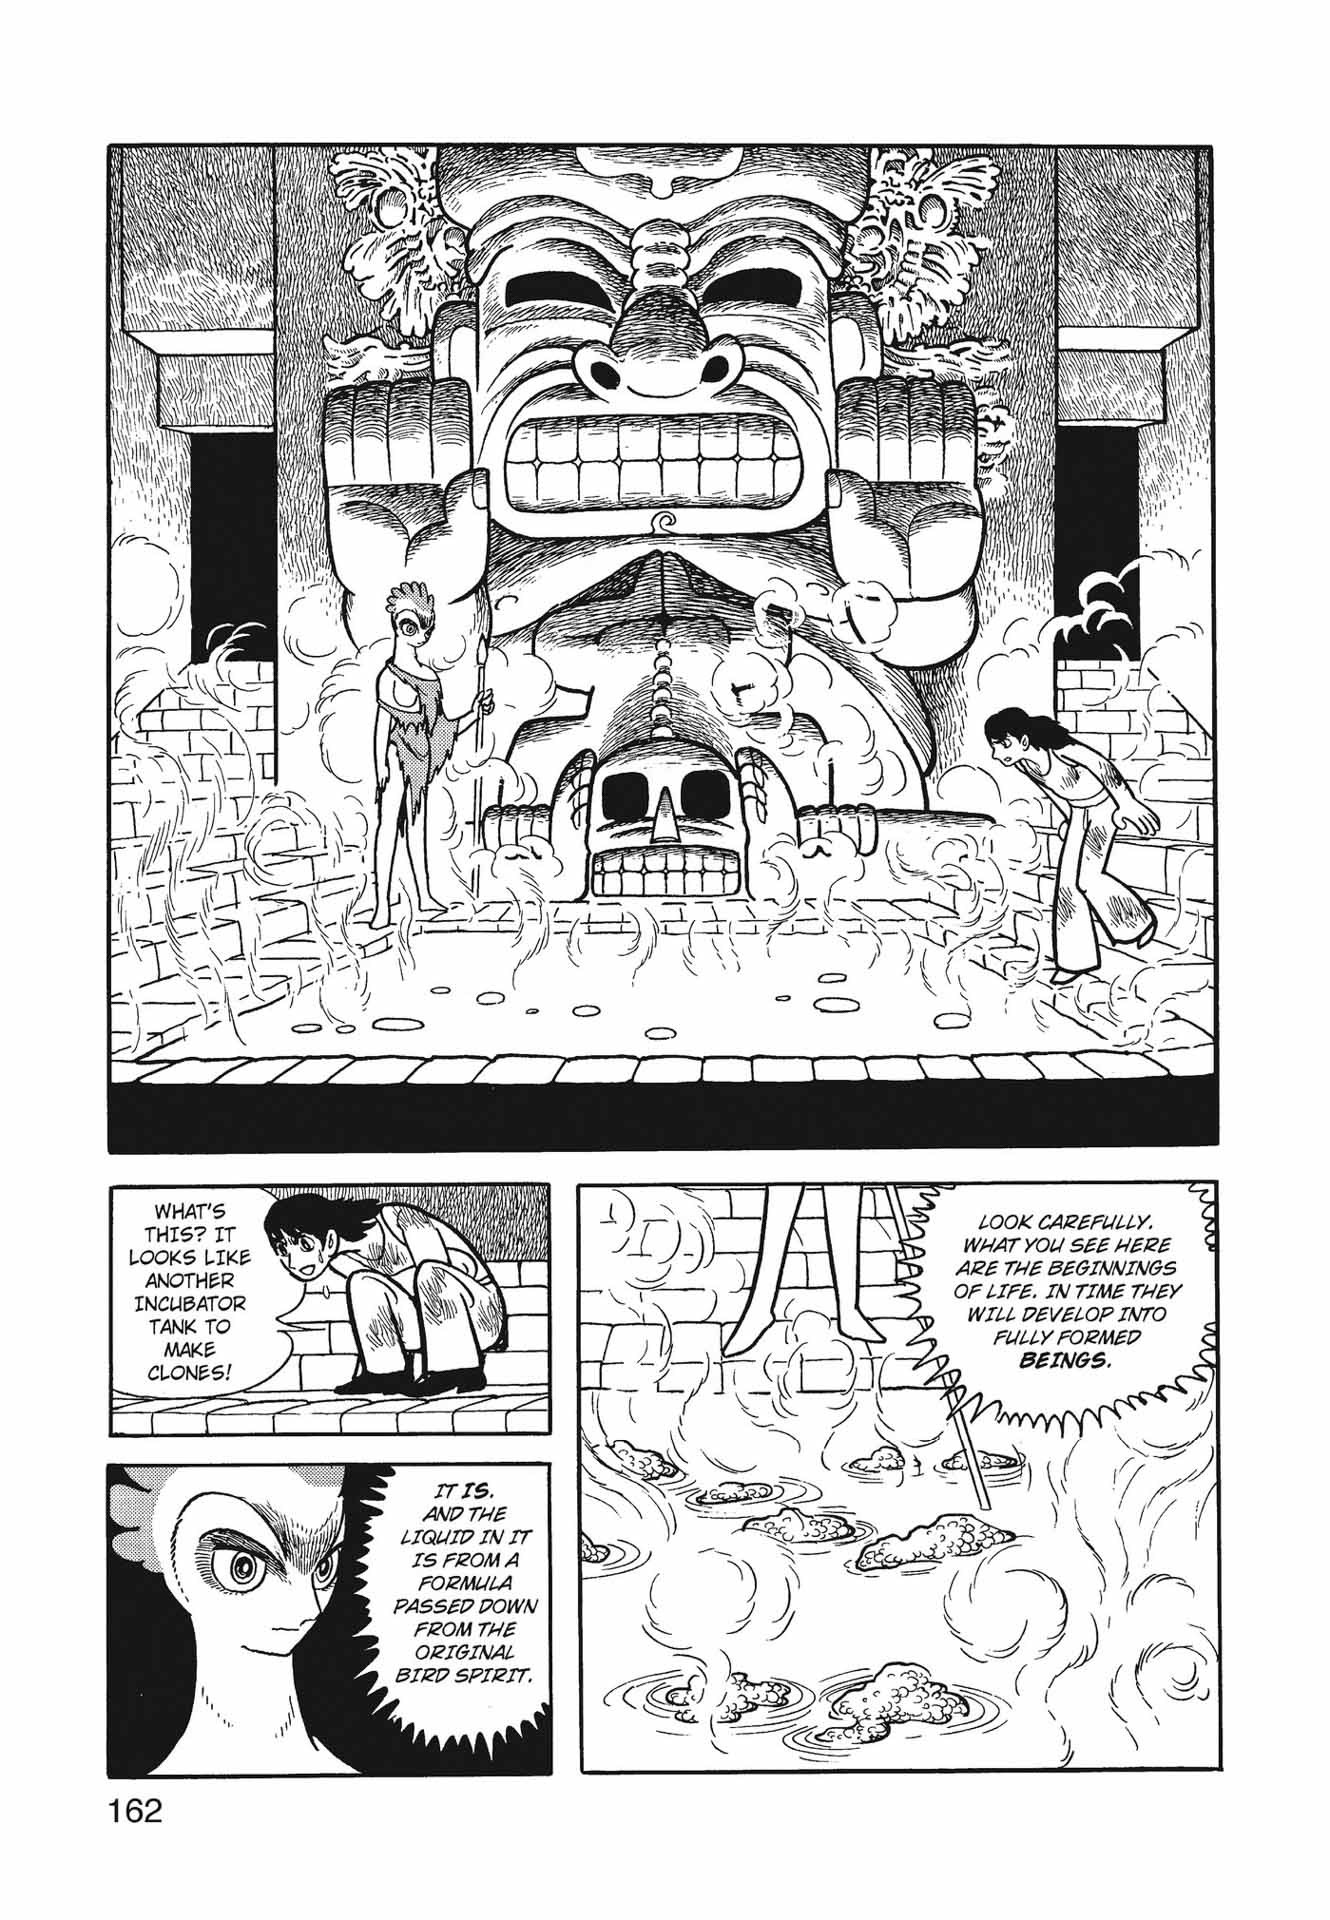 WHAT'S
THIS? IT
LOOKS LIKE
ANOTHER
INCUBATOR
TANK TO
MAKE
CLONES!
IT IS.
AND THE
LIQUID IN IT
IS FROM A
FORMULA
PASSED DOWN
FROM THE
ORIGINAL
BIRD SPIRIT.
LOOK CAREFULLY.
WHAT YOU SEE HERE
ARE THE BEGINNINGS
OF LIFE. IN TIME THEY
WILL DEVELOP INTO
FULLY FORMED
BEINGS.
162